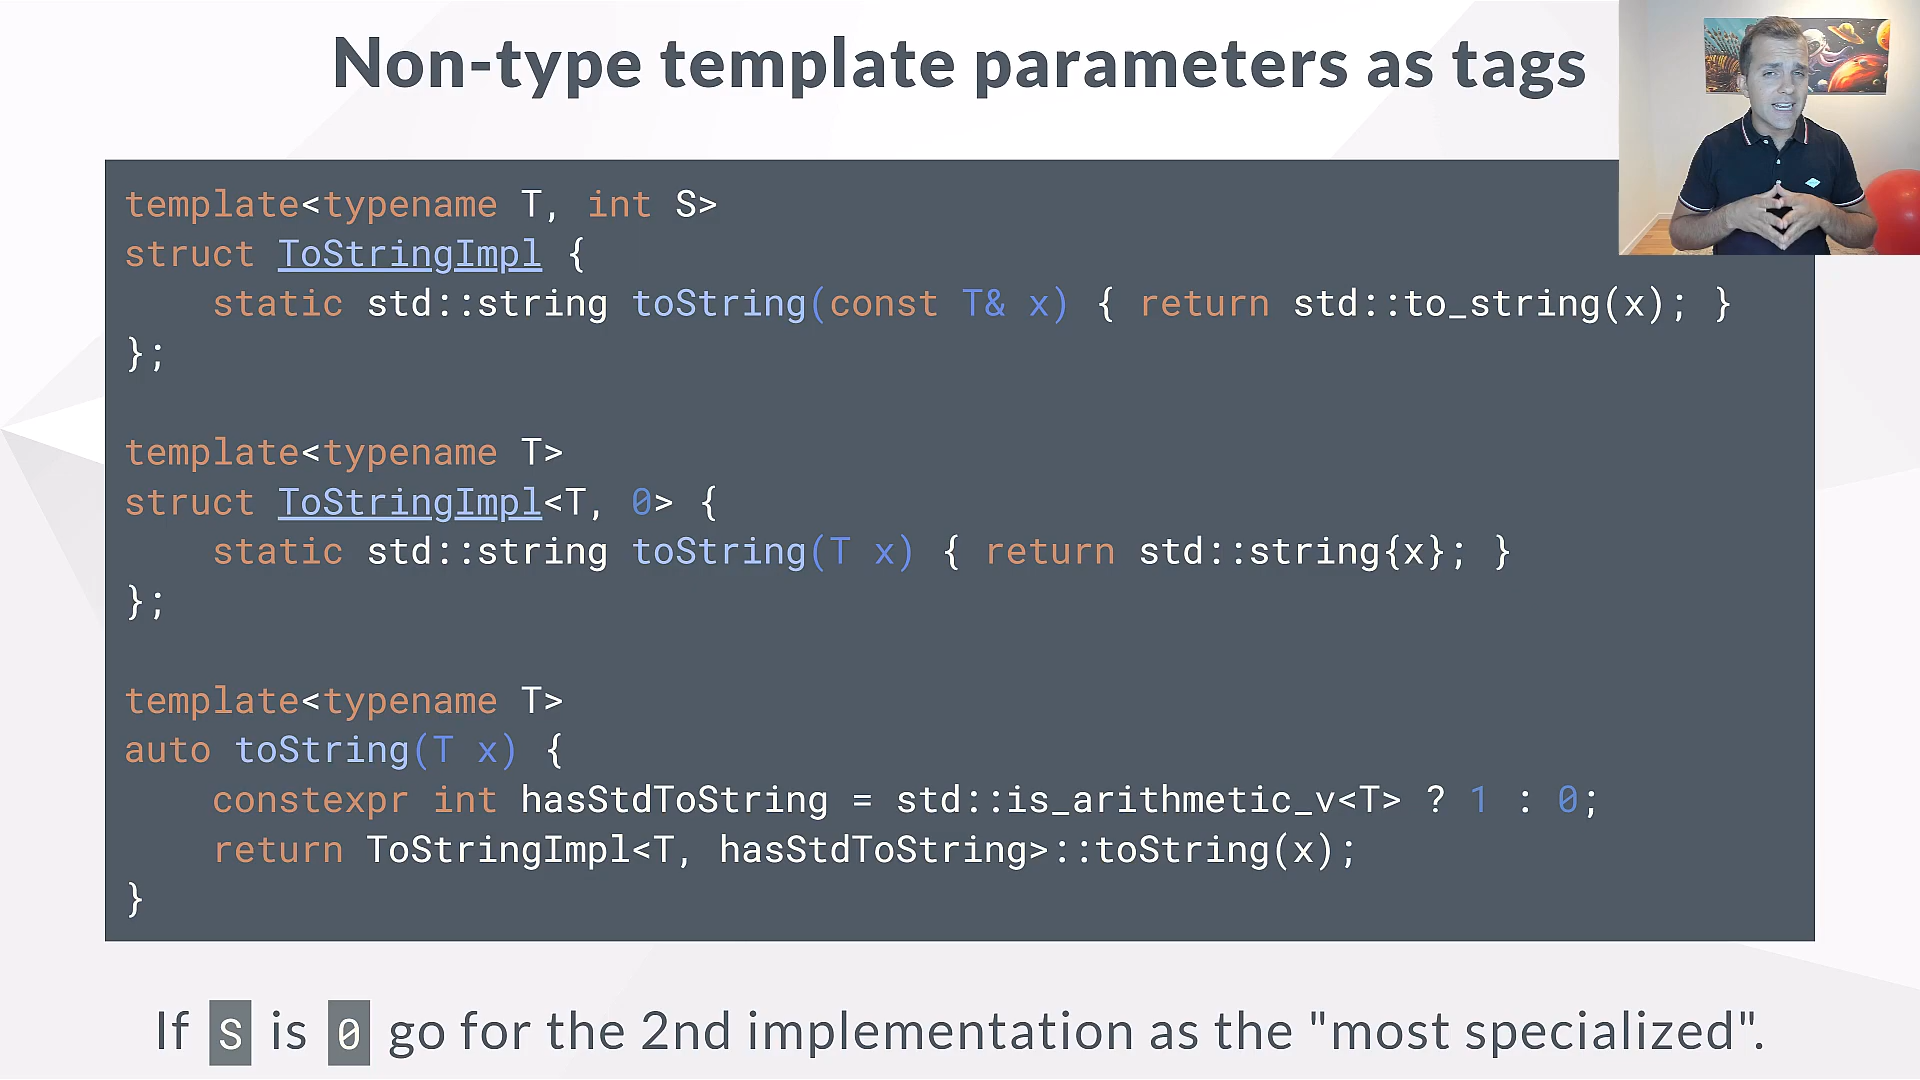 Non-type template parameters as tags
template<typename T, int S>
struct ToStringImpl {
    static std::string toString(const T& x) { return std::to_string(x); }
};
template<typename T>
struct ToStringImpl<T, 0> {
    static std::string toString(T x) { return std::string{x}; }
};
template<typename T>
auto toString(T x) {
    constexpr int hasStdToString = std::is_arithmetic_v<T> ? 1 : 0;
    return ToStringImpl<T, hasStdToString>::toString(x);
}
If S is 0 go for the 2nd implementation as the "most specialized".